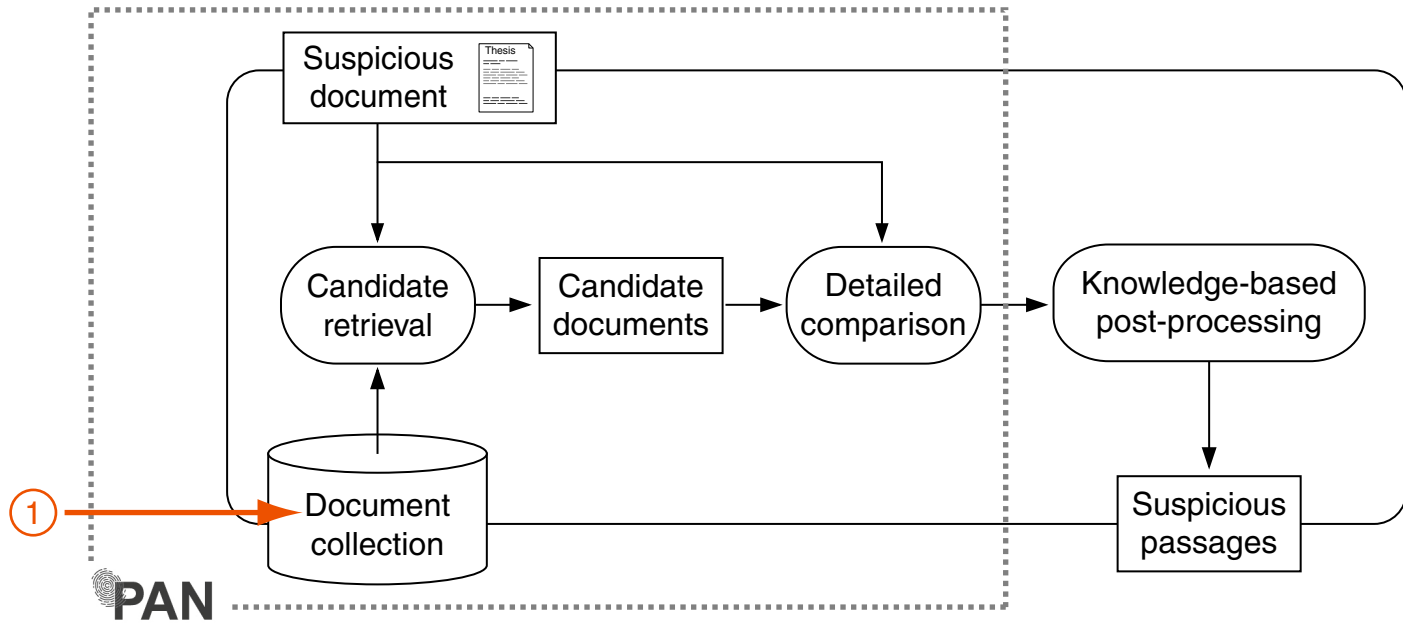 Suspicious
document
Thesis
Candidate
retrieval
Candidate
documents
Detailed
comparison
Knowledge-based
post-processing
1
Document
collection
Suspicious
passages
PAN